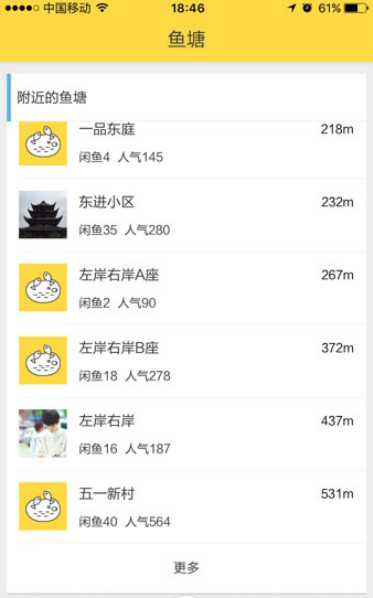 中国移动 18:46 61%
鱼塘
附近的鱼塘
一品东庭 218m
闲鱼4 人气145
东进小区 232m
闲鱼35 人气280
左岸右岸A座 267m
闲鱼2 人气90
左岸右岸B座 372m
闲鱼18 人气278
左岸右岸 437m
闲鱼16 人气187
五一新村 531m
闲鱼40 人气564
更多